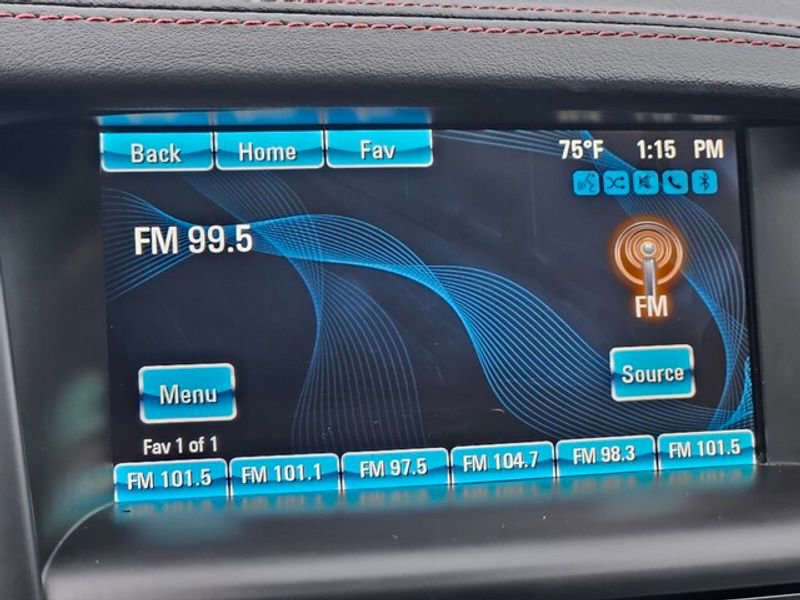 Back Home Fav 75°F 1:15 PM
FM 99.5
FM
Menu Source
Fav 1 of 1
FM 101.5 FM 101.1 FM 97.5 FM 104.7 FM 98.3 FM 101.5